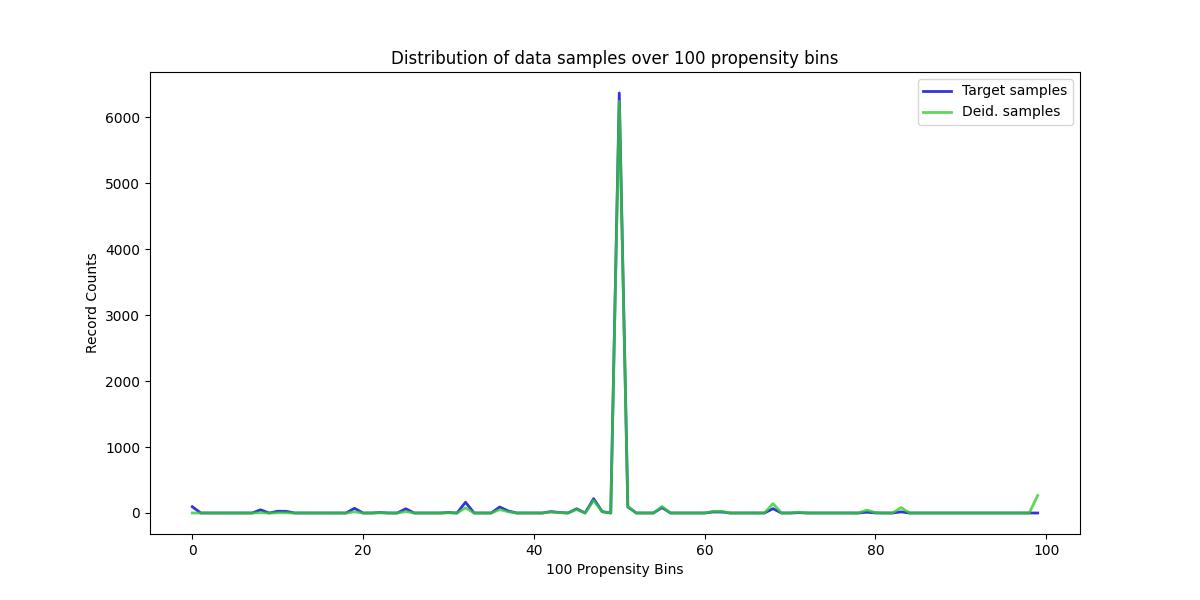 Distribution of data samples over 100 propensity bins
Target samples
Deid. samples
Record Counts
6000
5000
4000
3000
2000
1000
0
0 20 40 60 80 100
100 Propensity Bins